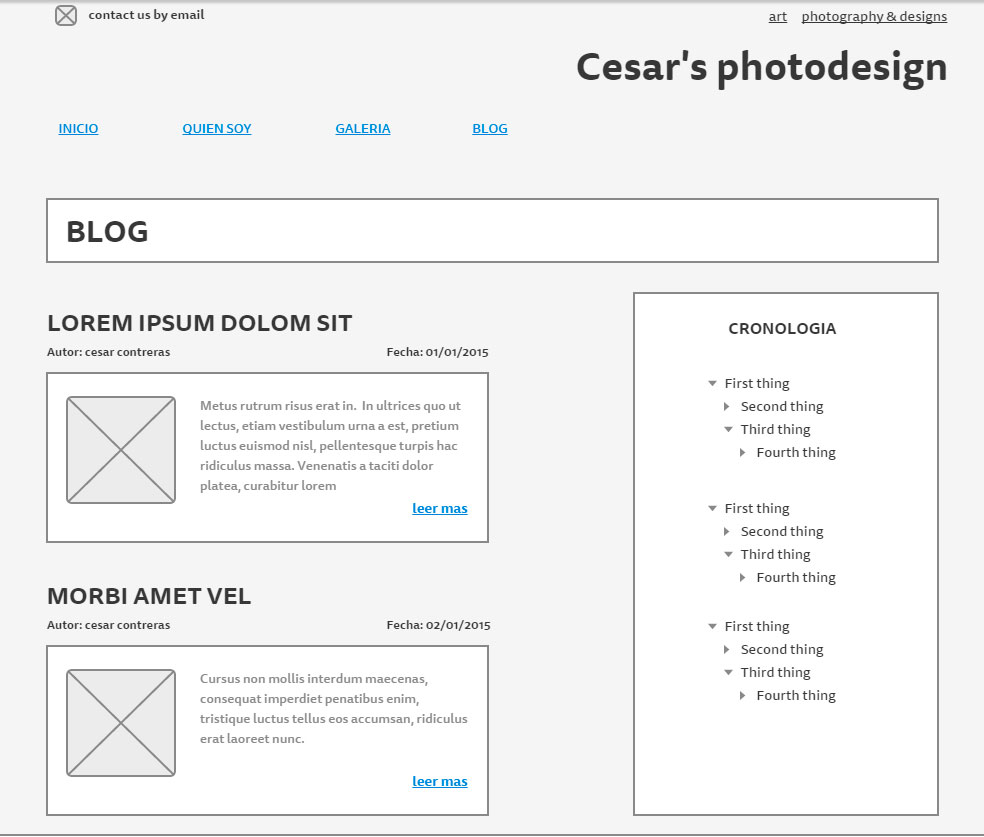 contact us by email
art photography & designs
Cesar's photodesign
INICIO QUIEN SOY GALERIA BLOG
BLOG
LOREM IPSUM DOLOM SIT
Autor: cesar contreras Fecha: 01/01/2015
Metus rutrum risus erat in. In ultrices quo ut
lectus, etiam vestibulum urna a est, pretium
luctus euismod nisl, pellentesque turpis hac
ridiculus massa. Venenatis a taciti dolor
platea, curabitur lorem
leer mas
MORBI AMET VEL
Autor: cesar contreras Fecha: 02/01/2015
Cursus non mollis interdum maecenas,
consequat imperdiet penatibus enim,
tristique luctus tellus eos accumsan, ridiculus
erat laoreet nunc.
leer mas
CRONOLOGIA
First thing
Second thing
Third thing
Fourth thing
First thing
Second thing
Third thing
Fourth thing
First thing
Second thing
Third thing
Fourth thing